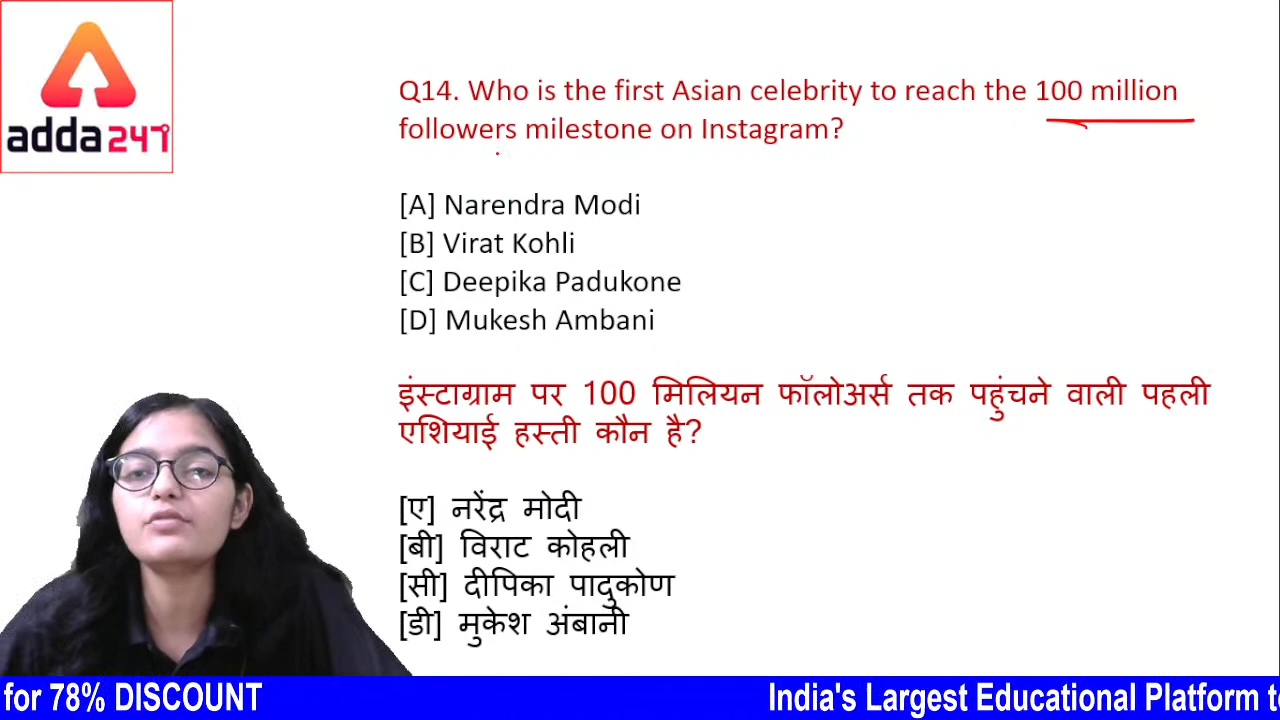 adda247
Q14. Who is the first Asian celebrity to reach the 100 million
followers milestone on Instagram?
[A] Narendra Modi
[B] Virat Kohli
[C] Deepika Padukone
[D] Mukesh Ambani
इंस्टाग्राम पर 100 मिलियन फॉलोअर्स तक पहुंचने वाली पहली
एशियाई हस्ती कौन है?
[ए] नरेंद्र मोदी
[बी] विराट कोहली
[सी] दीपिका पादुकोण
[डी] मुकेश अंबानी
for 78% DISCOUNT India's Largest Educational Platform t